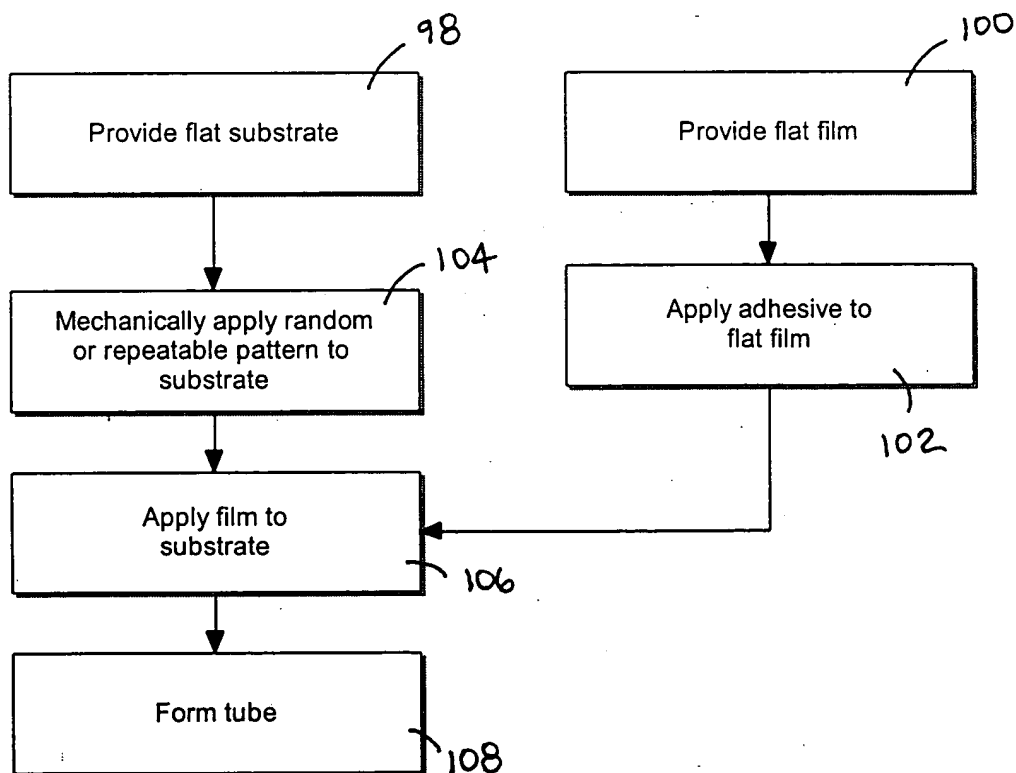 98
100
Provide flat substrate
Provide flat film
104
Mechanically apply random
or repeatable pattern to
substrate
Apply adhesive to
flat film
102
Apply film to
substrate
106
Form tube
108